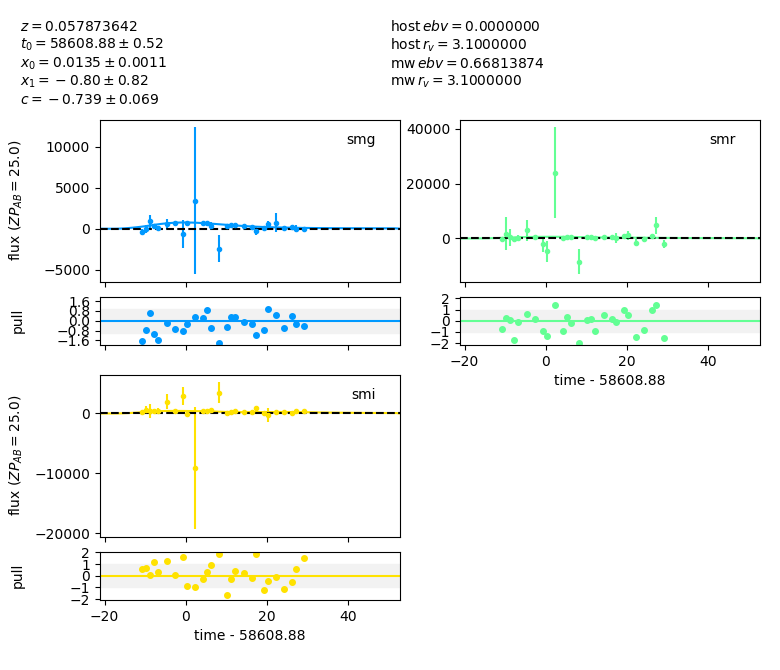 z = 0.057873642
t₀ = 58608.88 ± 0.52
x₀ = 0.0135 ± 0.0011
x₁ = −0.80 ± 0.82
c = −0.739 ± 0.069
host ebv = 0.0000000
host r_v = 3.1000000
mw ebv = 0.66813874
mw r_v = 3.1000000
smg
10000
5000
0
−5000
flux (ZP_AB = 25.0)
1.6
0.8
0.0
−0.8
−1.6
pull
smr
40000
20000
0
2
1
0
−1
−2
−20
0
20
40
time - 58608.88
smi
0
−10000
−20000
flux (ZP_AB = 25.0)
2
1
0
−1
−2
pull
−20
0
20
40
time - 58608.88